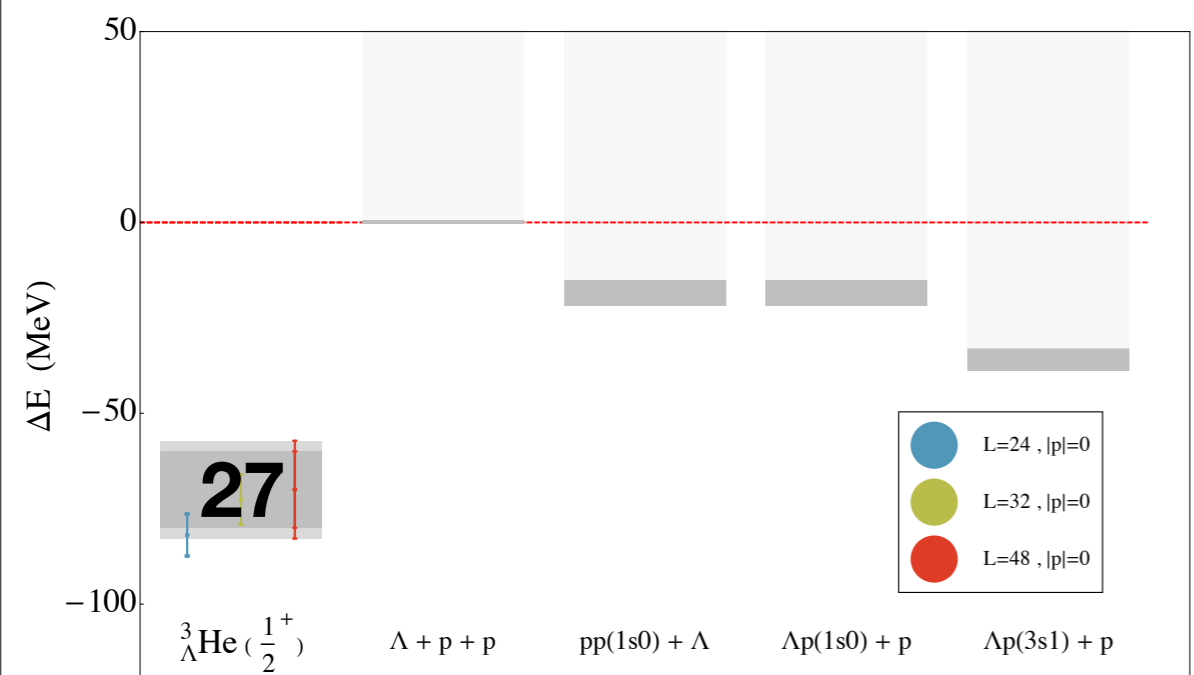 50
0
−50
−100
ΔE (MeV)
27
L=24 , |p|=0
L=32 , |p|=0
L=48 , |p|=0
³ΛHe ( 1/2⁺ )
Λ + p + p
pp(1s0) + Λ
Λp(1s0) + p
Λp(3s1) + p